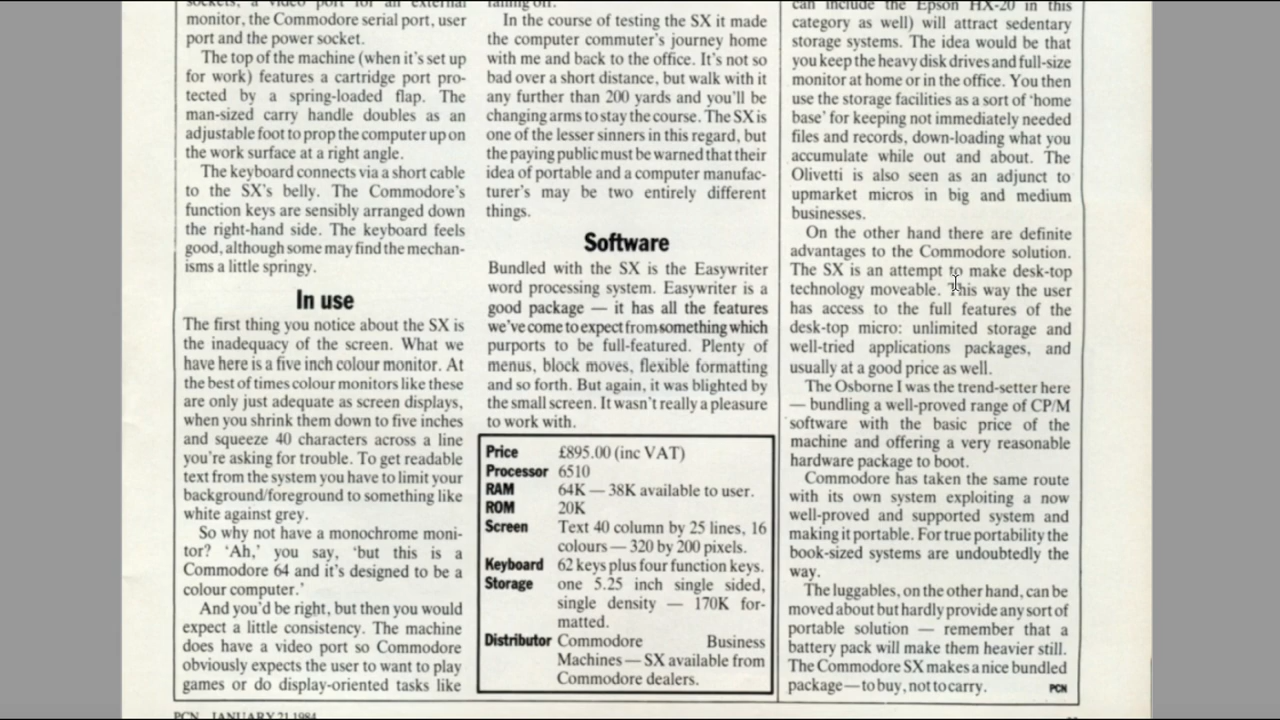 sockets, a video port for an external
monitor, the Commodore serial port, user
port and the power socket.
The top of the machine (when it's set up
for work) features a cartridge port pro-
tected by a spring-loaded flap. The
man-sized carry handle doubles as an
adjustable foot to prop the computer up on
the work surface at a right angle.
The keyboard connects via a short cable
to the SX's belly. The Commodore's
function keys are sensibly arranged down
the right-hand side. The keyboard feels
good, although some may find the mechan-
isms a little springy.
In use
The first thing you notice about the SX is
the inadequacy of the screen. What we
have here is a five inch colour monitor. At
the best of times colour monitors like these
are only just adequate as screen displays,
when you shrink them down to five inches
and squeeze 40 characters across a line
you're asking for trouble. To get readable
text from the system you have to limit your
background/foreground to something like
white against grey.
So why not have a monochrome moni-
tor? 'Ah,' you say, 'but this is a
Commodore 64 and it's designed to be a
colour computer.'
And you'd be right, but then you would
expect a little consistency. The machine
does have a video port so Commodore
obviously expects the user to want to play
games or do display-oriented tasks like
falling off.
In the course of testing the SX it made
the computer commuter's journey home
with me and back to the office. It's not so
bad over a short distance, but walk with it
any further than 200 yards and you'll be
changing arms to stay the course. The SX is
one of the lesser sinners in this regard, but
the paying public must be warned that their
idea of portable and a computer manufac-
turer's may be two entirely different
things.
Software
Bundled with the SX is the Easywriter
word processing system. Easywriter is a
good package — it has all the features
we've come to expect from something which
purports to be full-featured. Plenty of
menus, block moves, flexible formatting
and so forth. But again, it was blighted by
the small screen. It wasn't really a pleasure
to work with.
Price £895.00 (inc VAT)
Processor 6510
RAM 64K — 38K available to user.
ROM 20K
Screen Text 40 column by 25 lines, 16
colours — 320 by 200 pixels.
Keyboard 62 keys plus four function keys.
Storage one 5.25 inch single sided,
single density — 170K for-
matted.
Distributor Commodore Business
Machines — SX available from
Commodore dealers.
can include the Epson HX-20 in this
category as well) will attract sedentary
storage systems. The idea would be that
you keep the heavy disk drives and full-size
monitor at home or in the office. You then
use the storage facilities as a sort of 'home
base' for keeping not immediately needed
files and records, down-loading what you
accumulate while out and about. The
Olivetti is also seen as an adjunct to
upmarket micros in big and medium
businesses.
On the other hand there are definite
advantages to the Commodore solution.
The SX is an attempt to make desk-top
technology moveable. This way the user
has access to the full features of the
desk-top micro: unlimited storage and
well-tried applications packages, and
usually at a good price as well.
The Osborne I was the trend-setter here
— bundling a well-proved range of CP/M
software with the basic price of the
machine and offering a very reasonable
hardware package to boot.
Commodore has taken the same route
with its own system exploiting a now
well-proved and supported system and
making it portable. For true portability the
book-sized systems are undoubtedly the
way.
The luggables, on the other hand, can be
moved about but hardly provide any sort of
portable solution — remember that a
battery pack will make them heavier still.
The Commodore SX makes a nice bundled
package — to buy, not to carry. PCN
PCN JANUARY 21 1984